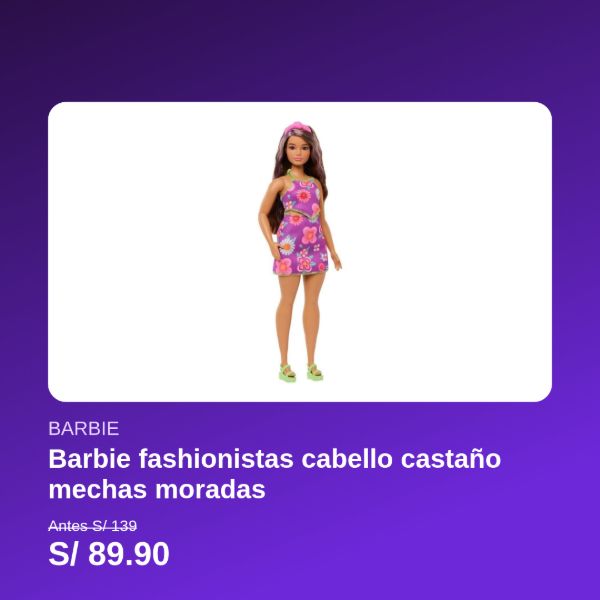 BARBIE
Barbie fashionistas cabello castaño
mechas moradas
Antes S/ 139
S/ 89.90